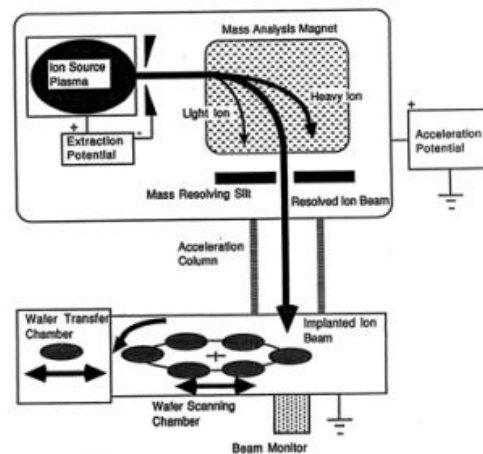 Mass Analysis Magnet
Ion Source
Plasma
Heavy Ion
Light Ion
+
-
Extraction
Potential
+
Acceleration
Potential
Mass Resolving Slit
Resolved Ion Beam
Acceleration
Column
Wafer Transfer
Chamber
Implanted Ion
Beam
Wafer Scanning
Chamber
Beam Monitor